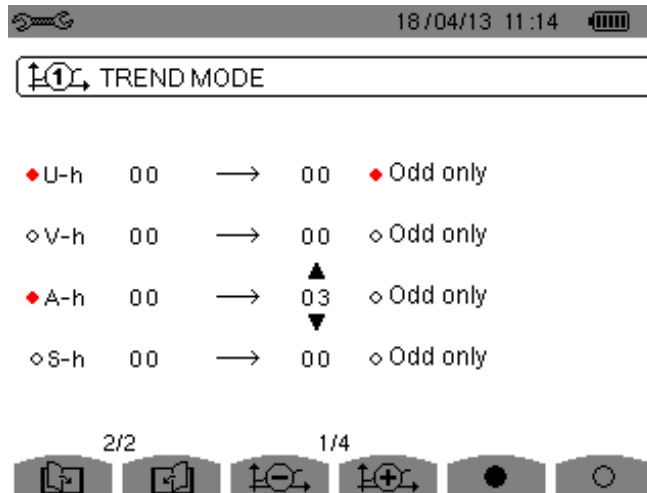 18/04/13 11:14
1 TREND MODE
U-h 00 → 00 Odd only
V-h 00 → 00 Odd only
A-h 00 → 03 Odd only
S-h 00 → 00 Odd only
2/2 1/4